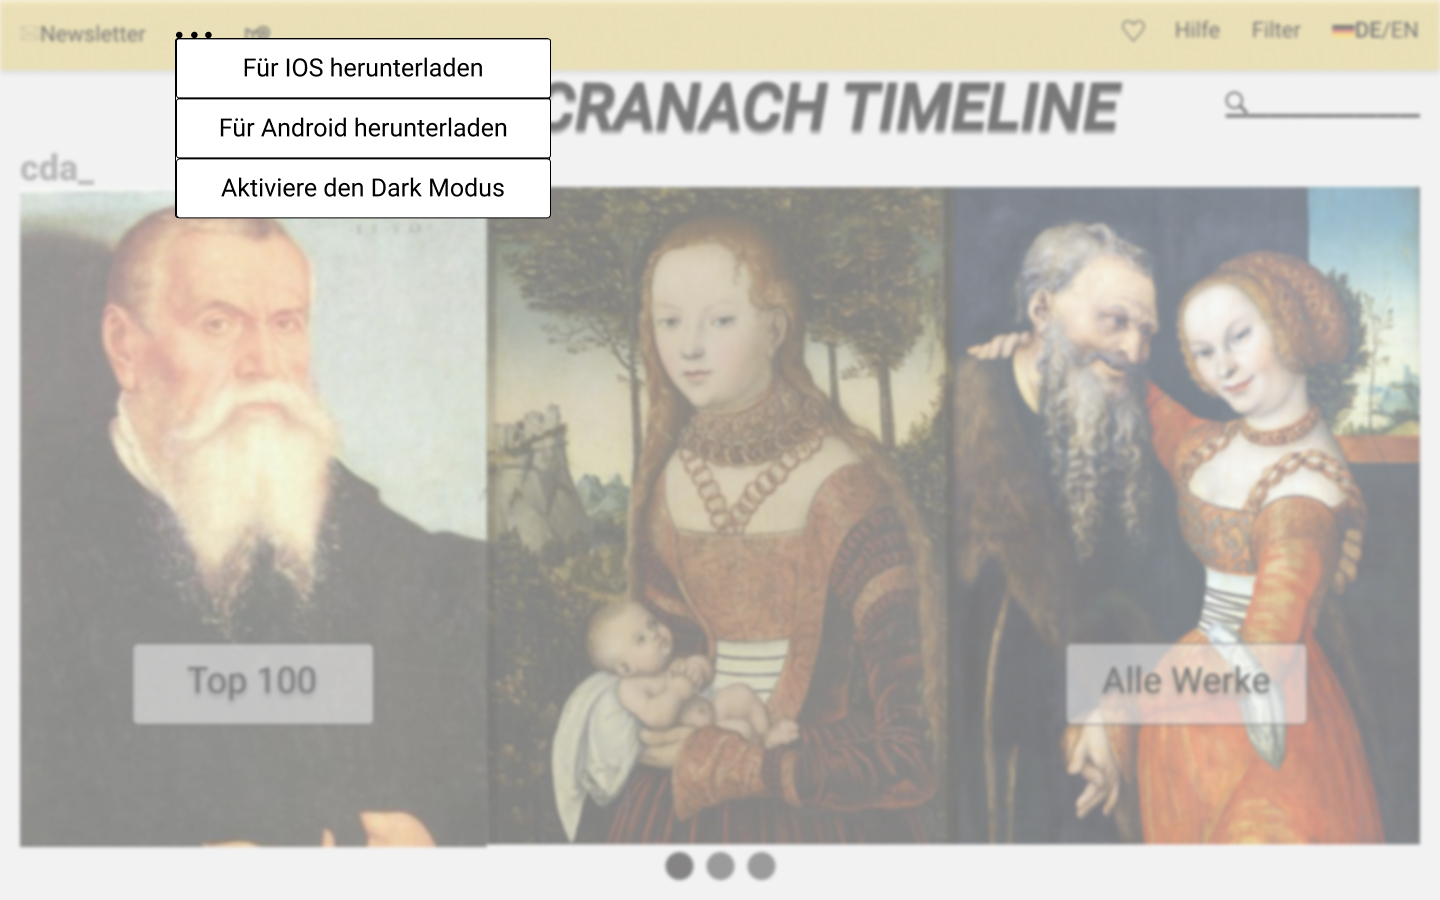 Newsletter
Hilfe
Filter
DE/EN
Für IOS herunterladen
Für Android herunterladen
Aktiviere den Dark Modus
CRANACH TIMELINE
cda_
Top 100
Alle Werke